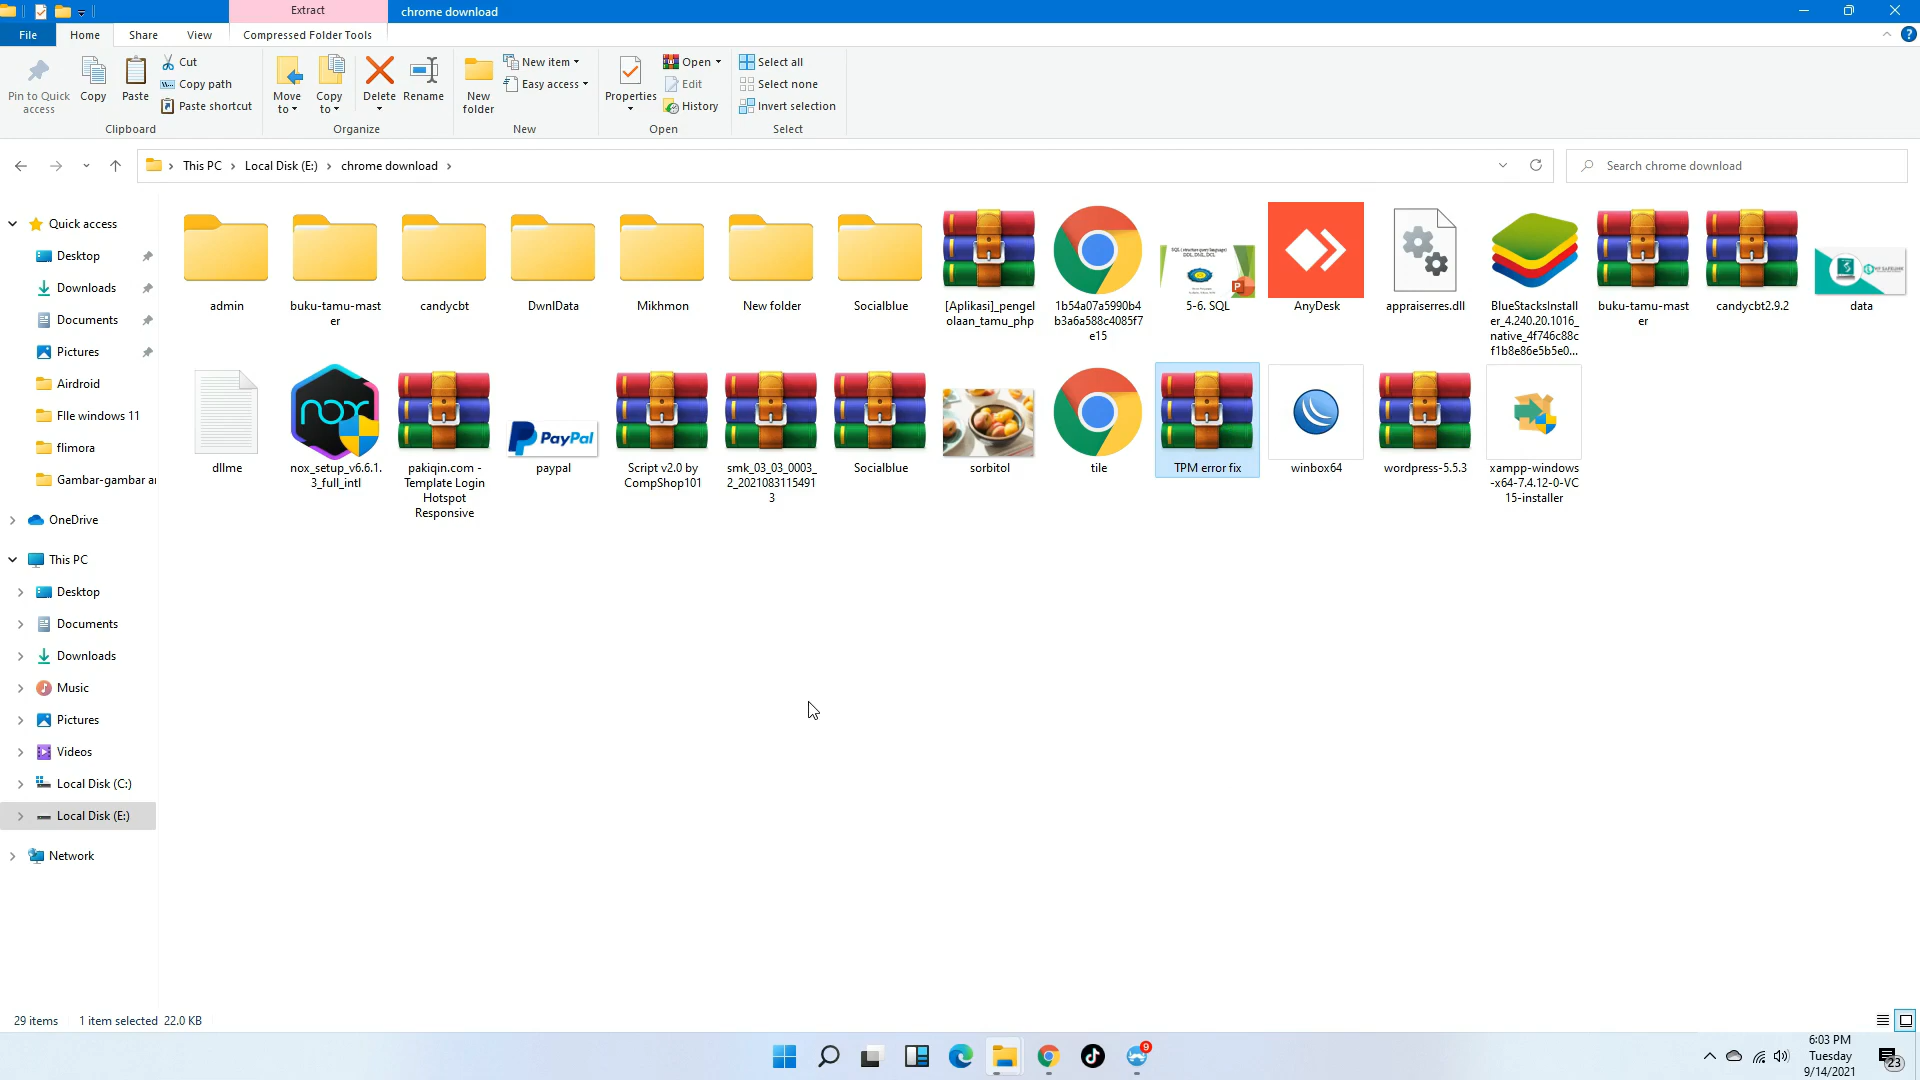 Extract
chrome download
File
Home
Share
View
Compressed Folder Tools
Pin to Quick
access
Copy
Paste
Cut
Copy path
Paste shortcut
Clipboard
Move
to
Copy
to
Delete
Rename
Organize
New
folder
New item
Easy access
New
Properties
Open
Edit
History
Open
Select all
Select none
Invert selection
Select
This PC
Local Disk (E:)
chrome download
Search chrome download
Quick access
Desktop
Downloads
Documents
Pictures
Airdroid
FIle windows 11
flimora
Gambar-gambar
OneDrive
This PC
Desktop
Documents
Downloads
Music
Pictures
Videos
Local Disk (C:)
Local Disk (E:)
Network
admin
buku-tamu-mast
er
candycbt
DwnlData
Mikhmon
New folder
Socialblue
[Aplikasi]_pengel
olaan_tamu_php
1b54a07a5990b4
b3a6a588c4085f7
e15
5-6. SQL
AnyDesk
appraiserres.dll
BlueStacksInstall
er_4.240.20.1016_
native_4f746c88c
f1b8e86e5b5e0...
buku-tamu-mast
er
candycbt2.9.2
data
dllme
nox
nox_setup_v6.6.1.
3_full_intl
pakiqin.com -
Template Login
Hotspot
Responsive
PayPal
paypal
Script v2.0 by
CompShop101
smk_03_03_0003_
2_2021083115491
3
Socialblue
sorbitol
tile
TPM error fix
winbox64
wordpress-5.5.3
xampp-windows
-x64-7.4.12-0-VC
15-installer
29 items
1 item selected 22.0 KB
9
6:03 PM
Tuesday
9/14/2021
23